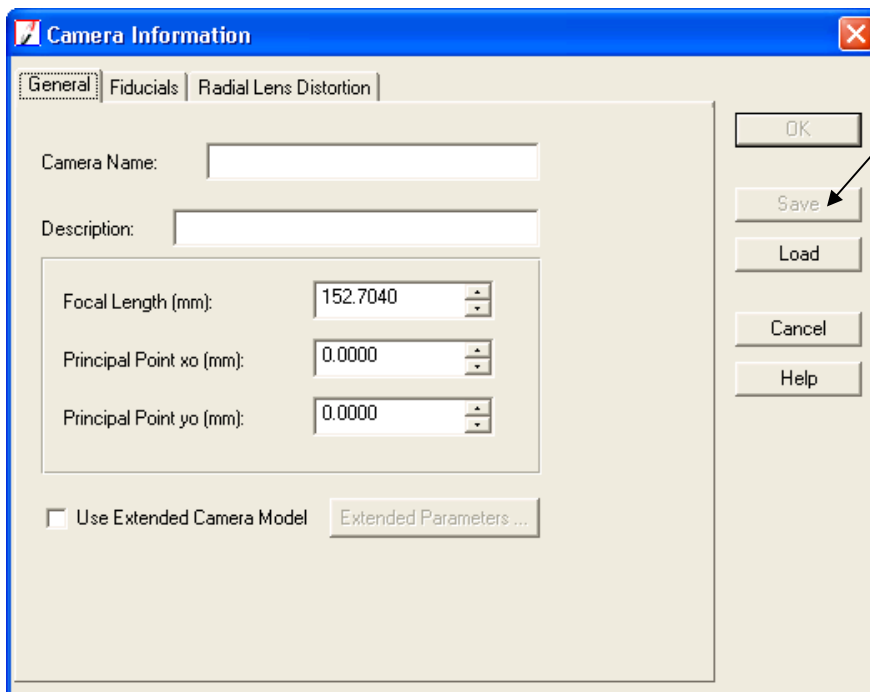 Camera Information
General Fiducials Radial Lens Distortion
Camera Name:
Description:
Focal Length (mm): 152.7040
Principal Point xo (mm): 0.0000
Principal Point yo (mm): 0.0000
Use Extended Camera Model Extended Parameters ...
OK
Save
Load
Cancel
Help